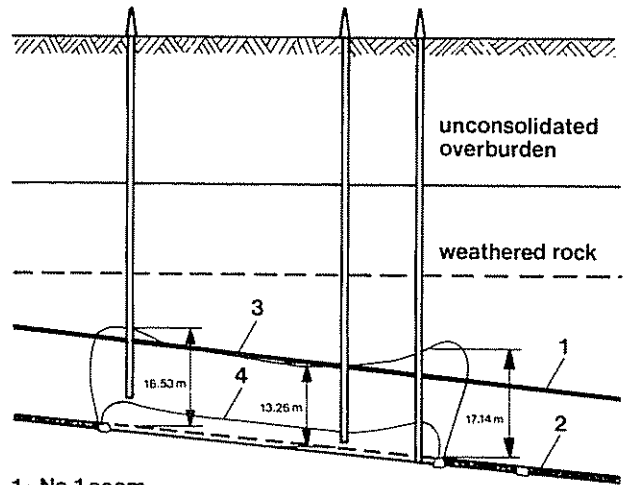 unconsolidated
overburden
weathered rock
3
1
16.53 m
4
13.26 m
17.14 m
2
1: No.1 seam